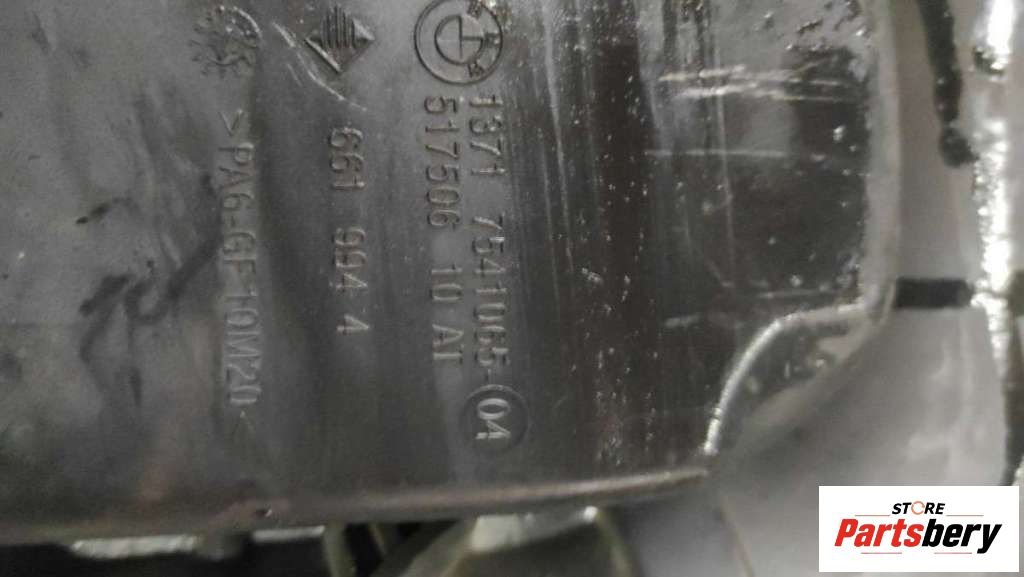 1371 7541065-04
517506 10 AI
661 994 4
>PA6-GF10M20<
STORE
Partsbery